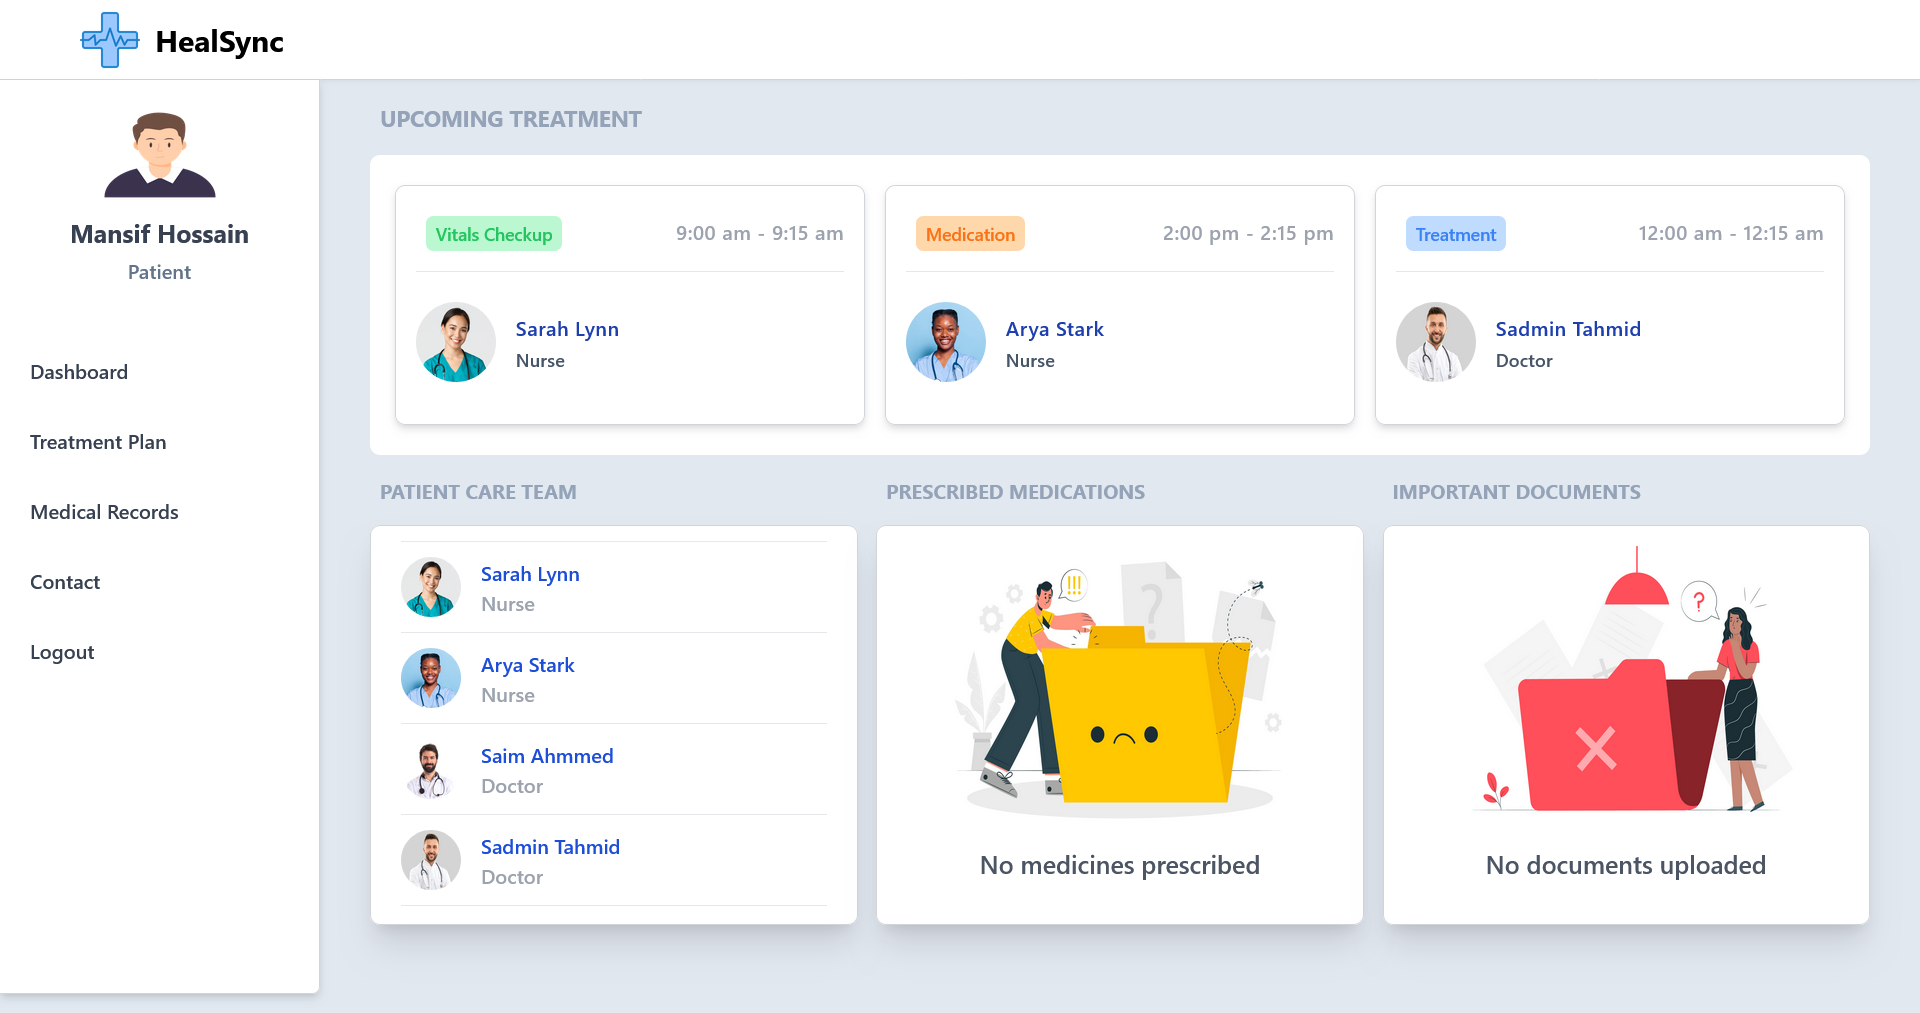 HealSync
Mansif Hossain
Patient
Dashboard
Treatment Plan
Medical Records
Contact
Logout
UPCOMING TREATMENT
Vitals Checkup
9:00 am - 9:15 am
Sarah Lynn
Nurse
Medication
2:00 pm - 2:15 pm
Arya Stark
Nurse
Treatment
12:00 am - 12:15 am
Sadmin Tahmid
Doctor
PATIENT CARE TEAM
Sarah Lynn
Nurse
Arya Stark
Nurse
Saim Ahmmed
Doctor
Sadmin Tahmid
Doctor
PRESCRIBED MEDICATIONS
!!!
?
No medicines prescribed
IMPORTANT DOCUMENTS
?
No documents uploaded